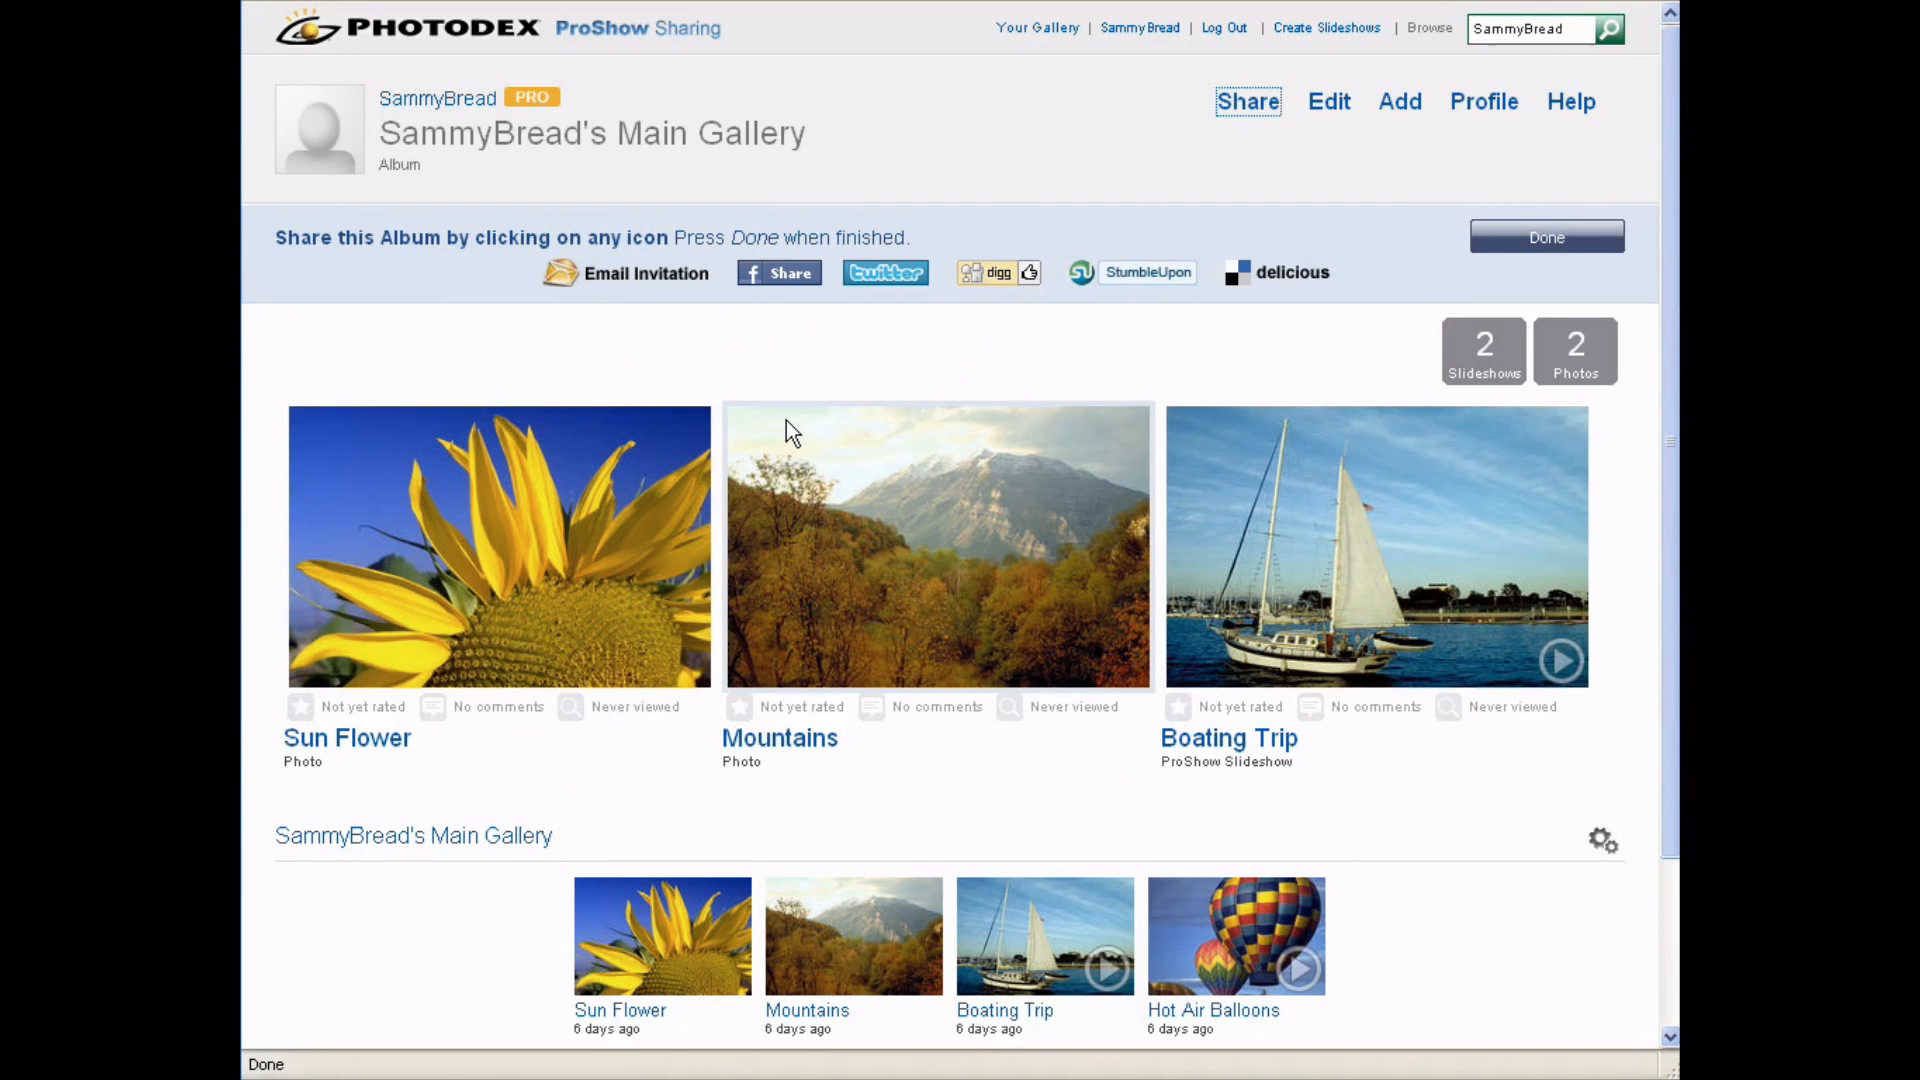 PHOTODEX ProShow Sharing
Your Gallery | SammyBread | Log Out | Create Slideshows | Browse SammyBread
SammyBread PRO
SammyBread's Main Gallery
Album
Share Edit Add Profile Help
Share this Album by clicking on any icon Press Done when finished.
Done
Email Invitation f Share twitter digg StumbleUpon delicious
2 Slideshows
2 Photos
Not yet rated No comments Never viewed
Sun Flower
Photo
Not yet rated No comments Never viewed
Mountains
Photo
Not yet rated No comments Never viewed
Boating Trip
ProShow Slideshow
SammyBread's Main Gallery
Sun Flower
6 days ago
Mountains
6 days ago
Boating Trip
6 days ago
Hot Air Balloons
6 days ago
Done